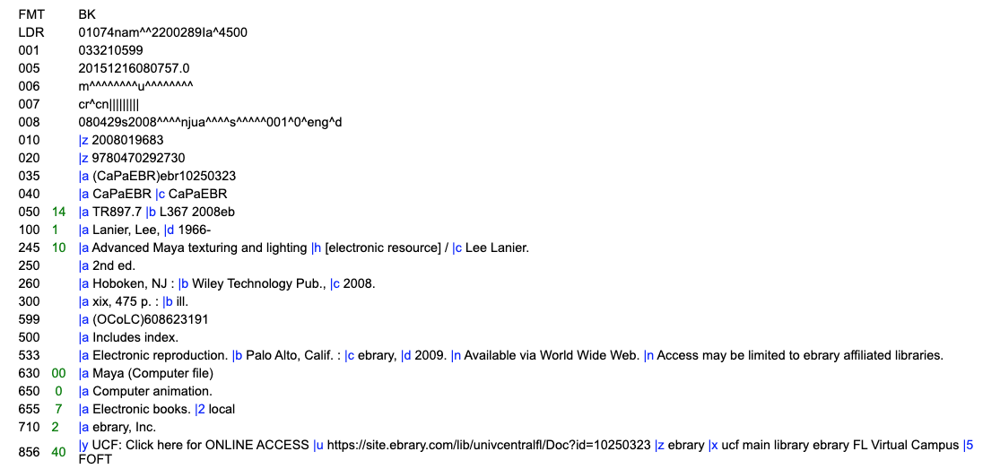 FMT BK
LDR 01074nam^^2200289Ia^4500
001 033210599
005 20151216080757.0
006 m^^^^^^^^u^^^^^^^^
007 cr^cn|||||||||
008 080429s2008^^^^njua^^^^s^^^^^001^0^eng^d
010 |z 2008019683
020 |z 9780470292730
035 |a (CaPaEBR)ebr10250323
040 |a CaPaEBR |c CaPaEBR
050 14 |a TR897.7 |b L367 2008eb
100 1 |a Lanier, Lee, |d 1966-
245 10 |a Advanced Maya texturing and lighting |h [electronic resource] / |c Lee Lanier.
250 |a 2nd ed.
260 |a Hoboken, NJ : |b Wiley Technology Pub., |c 2008.
300 |a xix, 475 p. : |b ill.
599 |a (OCoLC)608623191
500 |a Includes index.
533 |a Electronic reproduction. |b Palo Alto, Calif. : |c ebrary, |d 2009. |n Available via World Wide Web. |n Access may be limited to ebrary affiliated libraries.
630 00 |a Maya (Computer file)
650 0 |a Computer animation.
655 7 |a Electronic books. |2 local
710 2 |a ebrary, Inc.
856 40 |y UCF: Click here for ONLINE ACCESS |u https://site.ebrary.com/lib/univcentralfl/Doc?id=10250323 |z ebrary |x ucf main library ebrary FL Virtual Campus |5
FOFT